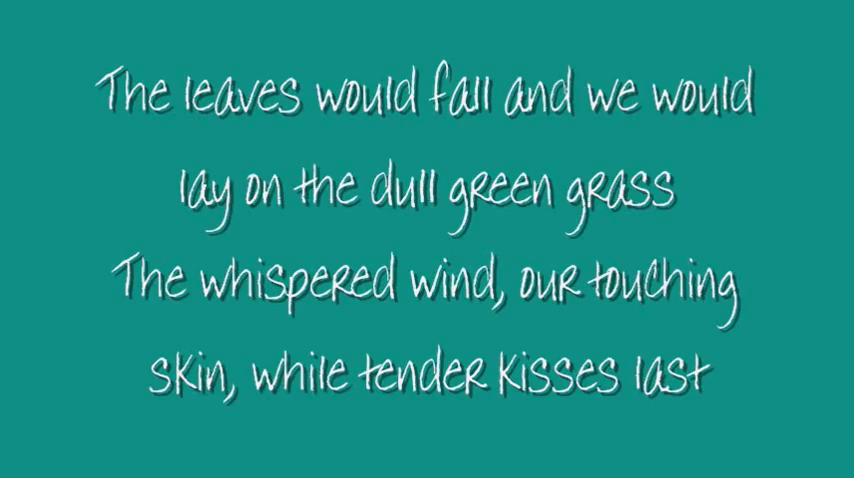 The leaves would fall and we would
lay on the dull green grass
The whispered wind, our touching
skin, while tender kisses last